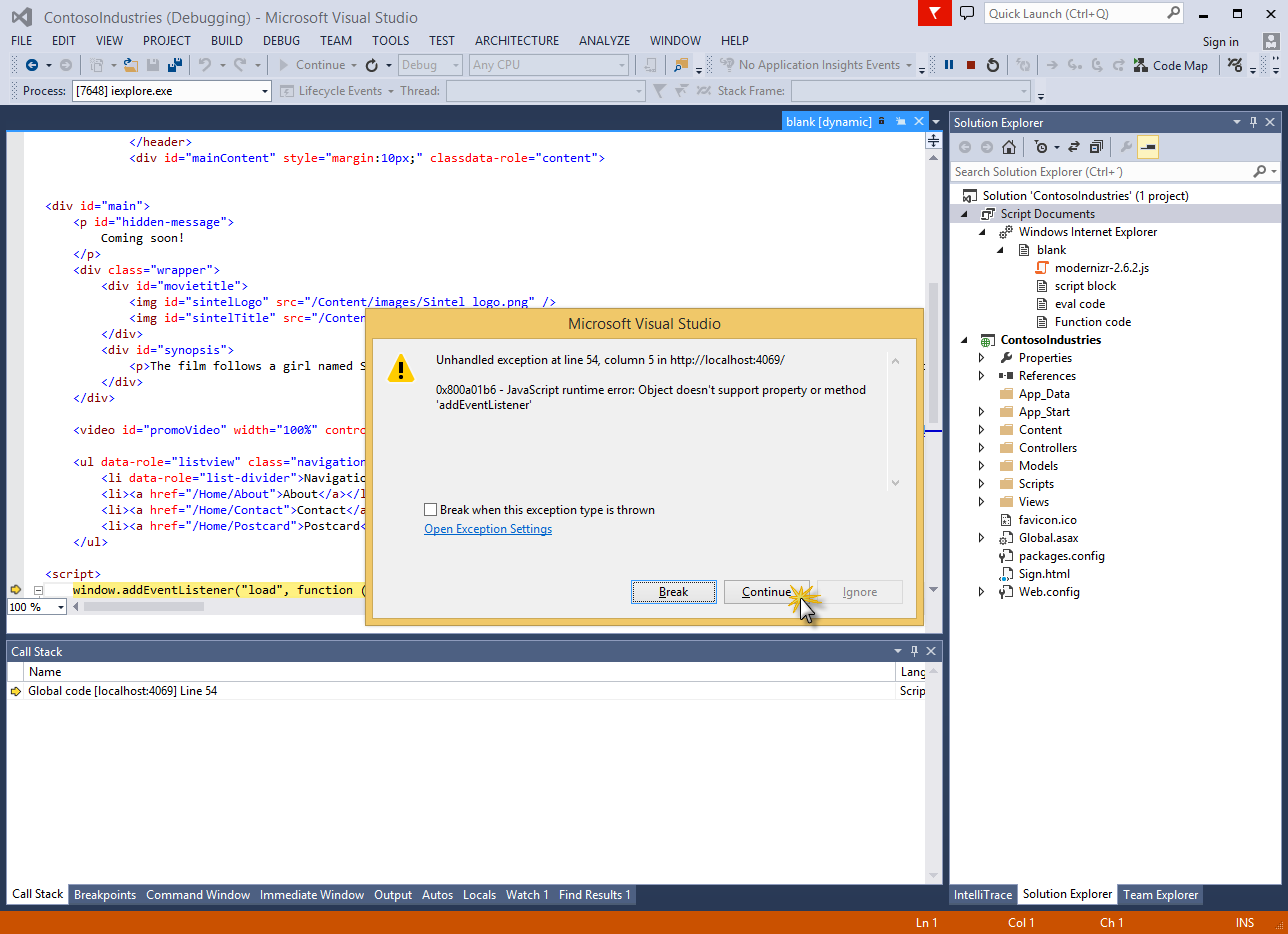 ContosoIndustries (Debugging) - Microsoft Visual Studio
Quick Launch (Ctrl+Q)
FILE EDIT VIEW PROJECT BUILD DEBUG TEAM TOOLS TEST ARCHITECTURE ANALYZE WINDOW HELP
Sign in
Continue Debug Any CPU No Application Insights Events Code Map
Process: [7648] iexplore.exe Lifecycle Events Thread: Stack Frame:
blank [dynamic]
</header>
<div id="mainContent" style="margin:10px;" classdata-role="content">
<div id="main">
<p id="hidden-message">
Coming soon!
</p>
<div class="wrapper">
<div id="movietitle">
<img id="sintelLogo" src="/Content/images/Sintel_logo.png" />
<img id="sintelTitle" src="/Conten
</div>
<div id="synopsis">
<p>The film follows a girl named S
</div>
</div>
<video id="promoVideo" width="100%" contro
<ul data-role="listview" class="navigation
<li data-role="list-divider">Navigatio
<li><a href="/Home/About">About</a></l
<li><a href="/Home/Contact">Contact</a
<li><a href="/Home/Postcard">Postcard<
</ul>
<script>
window.addEventListener("load", function (
100 %
Microsoft Visual Studio
Unhandled exception at line 54, column 5 in http://localhost:4069/
0x800a01b6 - JavaScript runtime error: Object doesn't support property or method
'addEventListener'
Break when this exception type is thrown
Open Exception Settings
Break Continue Ignore
Call Stack
Name Lang
Global code [localhost:4069] Line 54 Scrip
Call Stack Breakpoints Command Window Immediate Window Output Autos Locals Watch 1 Find Results 1
Solution Explorer
Search Solution Explorer (Ctrl+´)
Solution 'ContosoIndustries' (1 project)
Script Documents
Windows Internet Explorer
blank
modernizr-2.6.2.js
script block
eval code
Function code
ContosoIndustries
Properties
References
App_Data
App_Start
Content
Controllers
Models
Scripts
Views
favicon.ico
Global.asax
packages.config
Sign.html
Web.config
IntelliTrace Solution Explorer Team Explorer
Ln 1 Col 1 Ch 1 INS